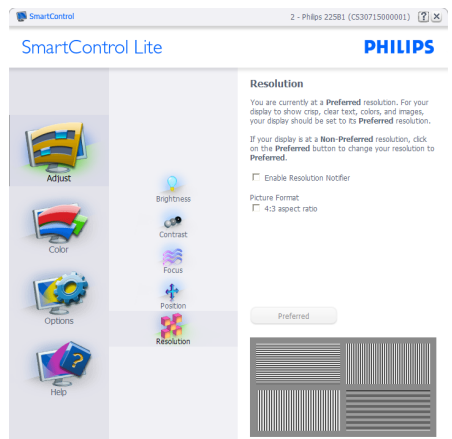 SmartControl
2 - Philips 225B1 (CS30715000001) ? X
SmartControl Lite
PHILIPS
Adjust
Color
Options
? Help
Brightness
Contrast
Focus
Position
Resolution
Resolution
You are currently at a Preferred resolution. For your
display to show crisp, clear text, colors, and images,
your display should be set to its Preferred resolution.
If your display is at a Non-Preferred resolution, click
on the Preferred button to change your resolution to
Preferred.
Enable Resolution Notifier
Picture Format
4:3 aspect ratio
Preferred